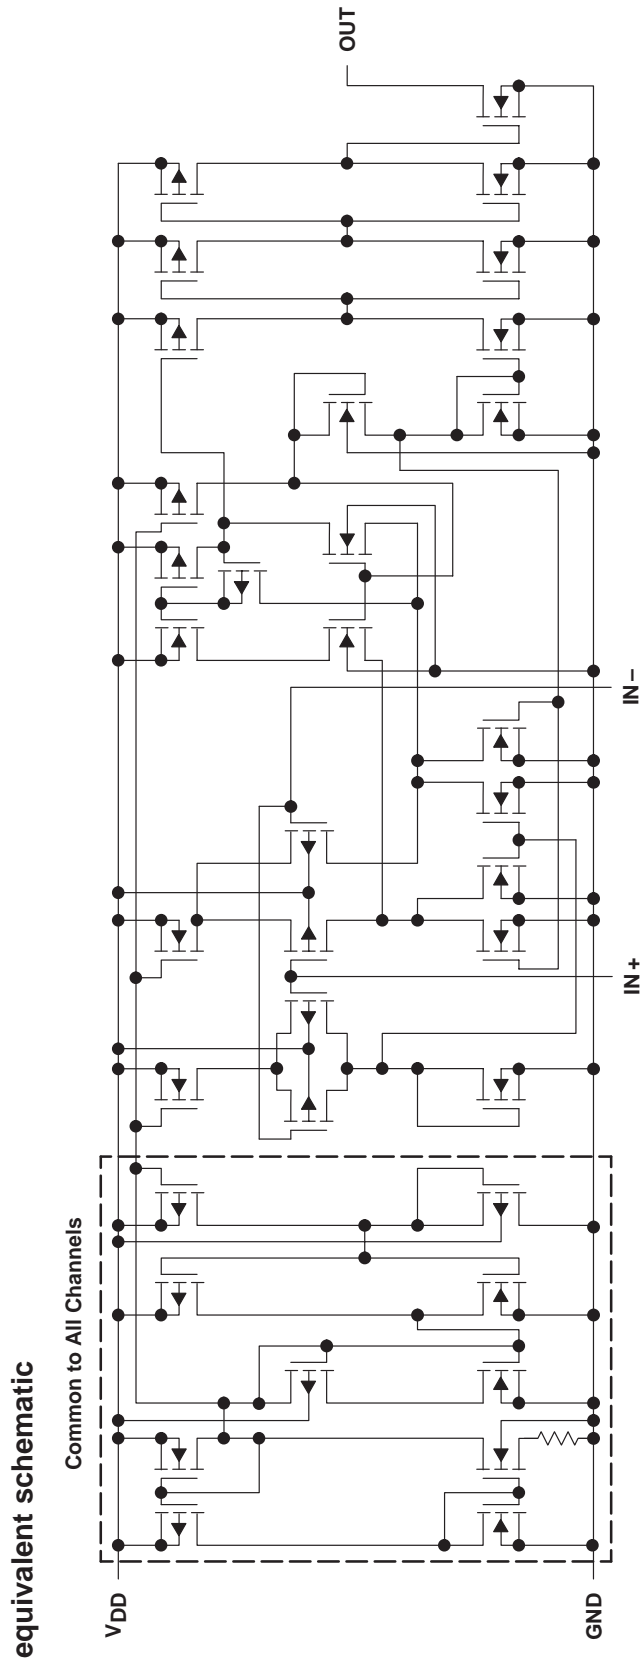 equivalent schematic
Common to All Channels
VDD
GND
IN+
IN−
OUT